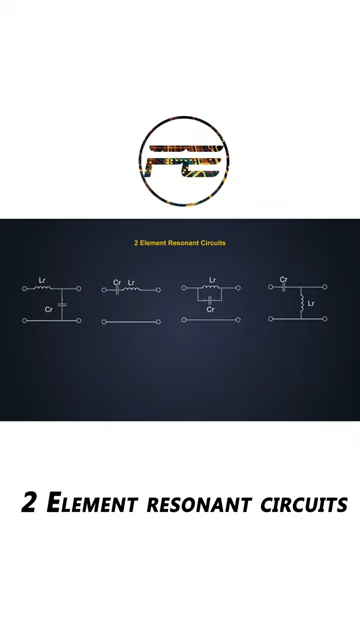 2 Element Resonant Circuits
Lr
Cr
Cr Lr
Lr
Cr
Cr
Lr
2 Element resonant circuits